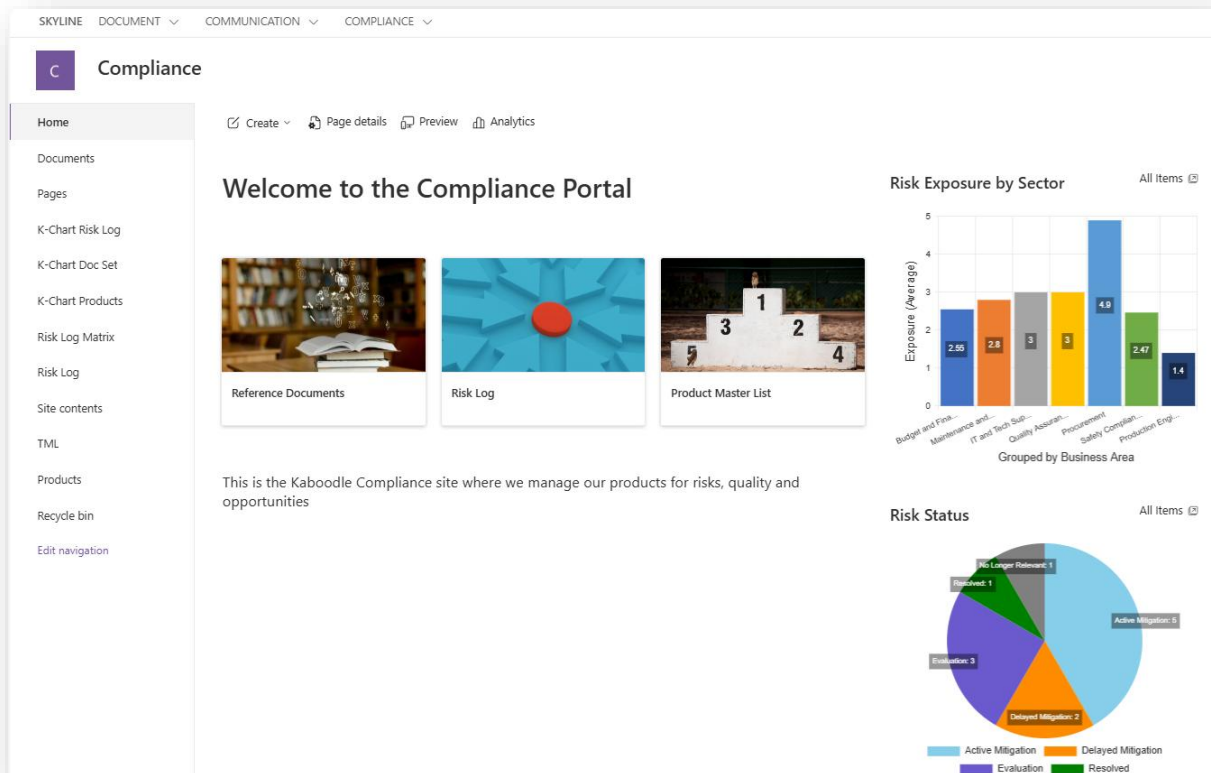 SKYLINE DOCUMENT COMMUNICATION COMPLIANCE
C Compliance
Home
Documents
Pages
K-Chart Risk Log
K-Chart Doc Set
K-Chart Products
Risk Log Matrix
Risk Log
Site contents
TML
Products
Recycle bin
Edit navigation
Create Page details Preview Analytics
Welcome to the Compliance Portal
1
3 2
5 4
Reference Documents Risk Log Product Master List
This is the Kaboodle Compliance site where we manage our products for risks, quality and
opportunities
Risk Exposure by Sector All Items
Exposure (Average)
5
4
3
2
1
0
2.55 2.8 3 3 4.9 2.47 1.4
Budget and Fina... Maintenance and... IT and Tech Sup... Quality Assuran... Procurement Safety Complian... Production Engi...
Grouped by Business Area
Risk Status All Items
No Longer Relevant: 1
Resolved: 1
Active Mitigation: 5
Evaluation: 3
Delayed Mitigation: 2
Active Mitigation Delayed Mitigation
Evaluation Resolved